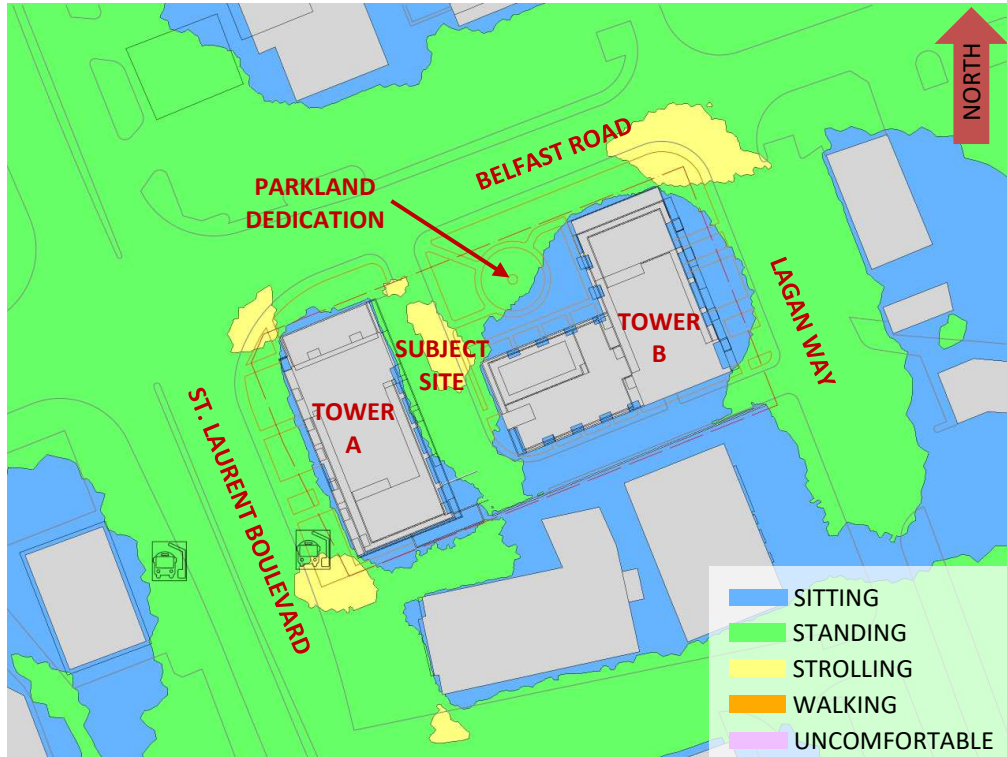 NORTH
BELFAST ROAD
PARKLAND
DEDICATION
LAGAN WAY
TOWER
B
SUBJECT
SITE
TOWER
A
ST. LAURENT BOULEVARD
SITTING
STANDING
STROLLING
WALKING
UNCOMFORTABLE